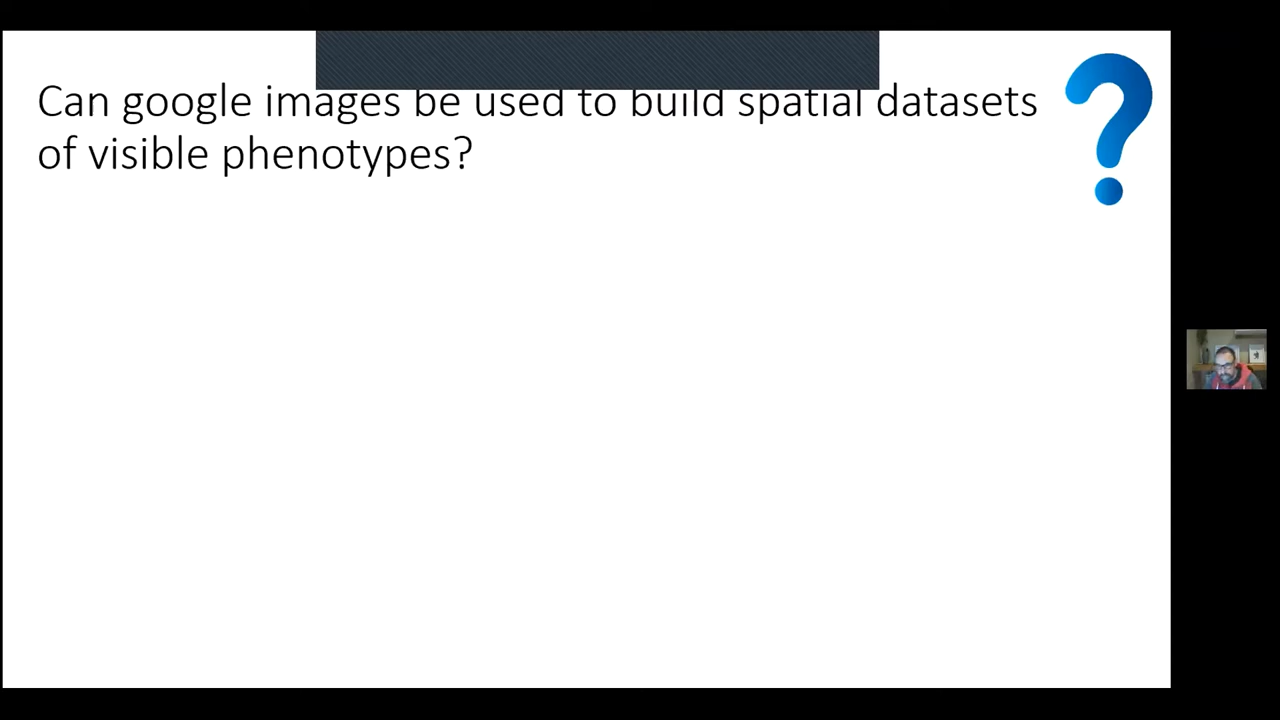 Can google images be used to build spatial datasets
of visible phenotypes?